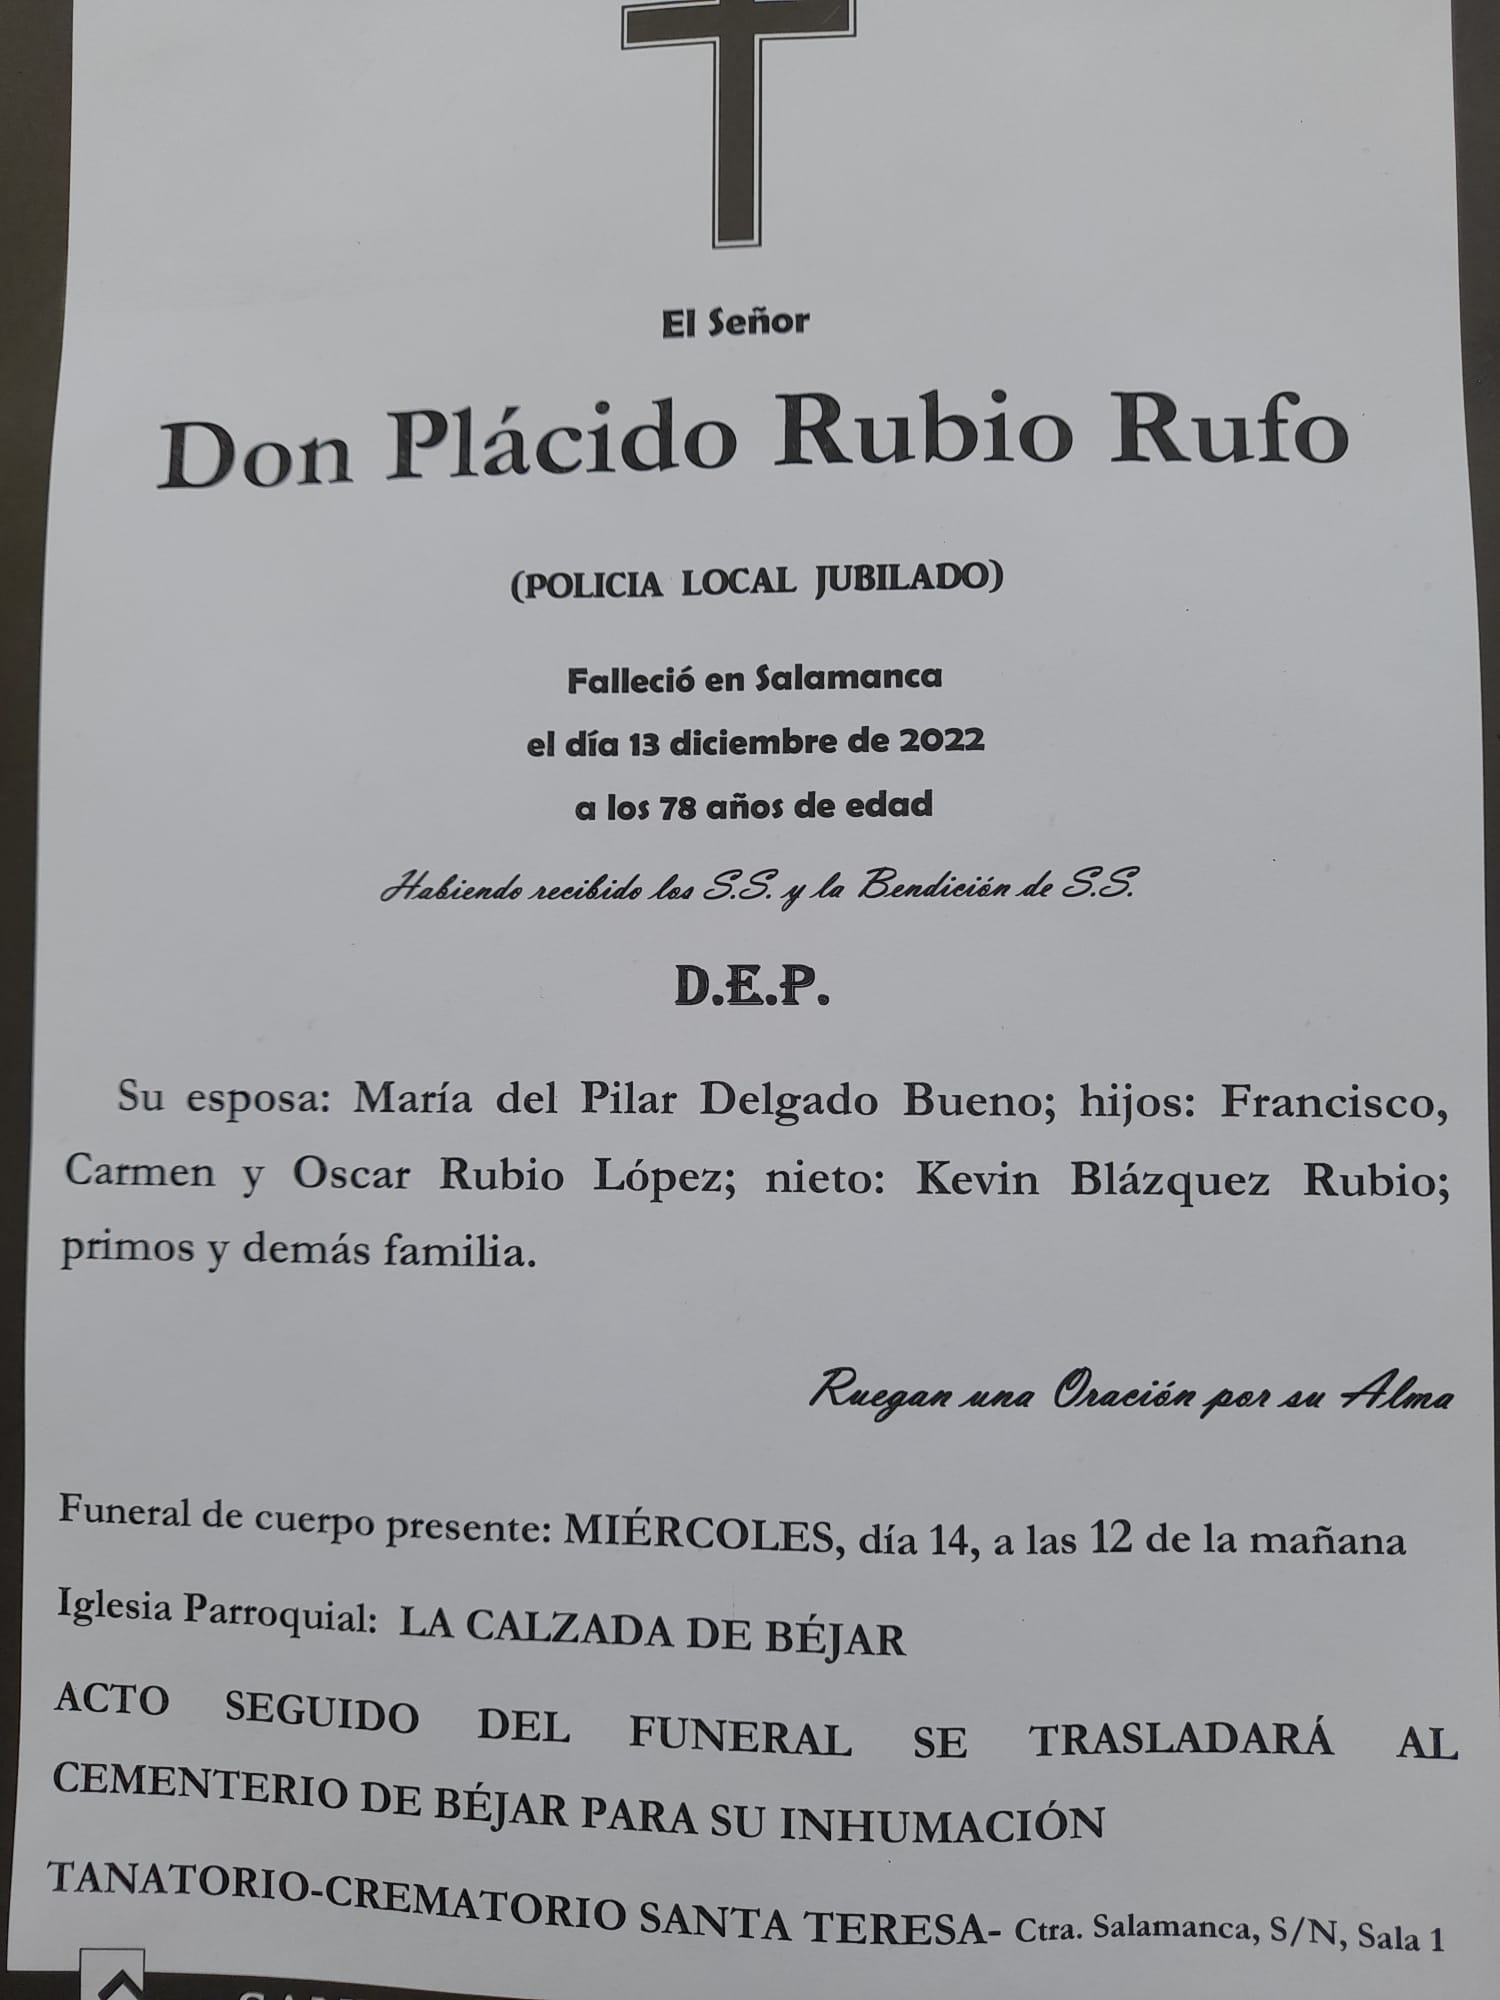 El Señor
Don Plácido Rubio Rufo
(POLICIA LOCAL JUBILADO)
Falleció en Salamanca
el día 13 diciembre de 2022
a los 78 años de edad
Habiendo recibido los S.S. y la Bendición de S.S.
D.E.P.
Su esposa: María del Pilar Delgado Bueno; hijos: Francisco,
Carmen y Oscar Rubio López; nieto: Kevin Blázquez Rubio;
primos y demás familia.
Ruegan una Oración por su Alma
Funeral de cuerpo presente: MIÉRCOLES, día 14, a las 12 de la mañana
Iglesia Parroquial: LA CALZADA DE BÉJAR
ACTO SEGUIDO DEL FUNERAL SE TRASLADARÁ AL
CEMENTERIO DE BÉJAR PARA SU INHUMACIÓN
TANATORIO-CREMATORIO SANTA TERESA- Ctra. Salamanca, S/N, Sala 1